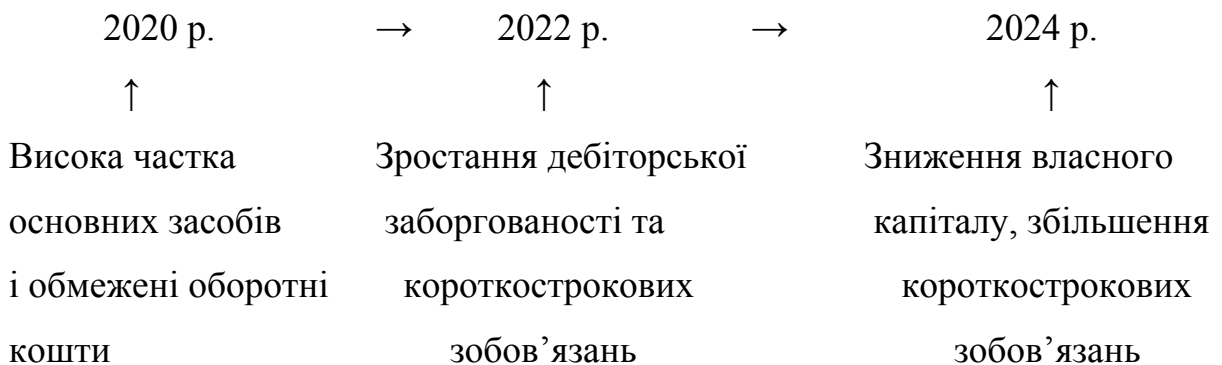 2020 р. → 2022 р. → 2024 р.
↑ ↑ ↑
Висока частка Зростання дебіторської Зниження власного
основних засобів заборгованості та капіталу, збільшення
і обмежені оборотні короткострокових короткострокових
кошти зобов’язань зобов’язань